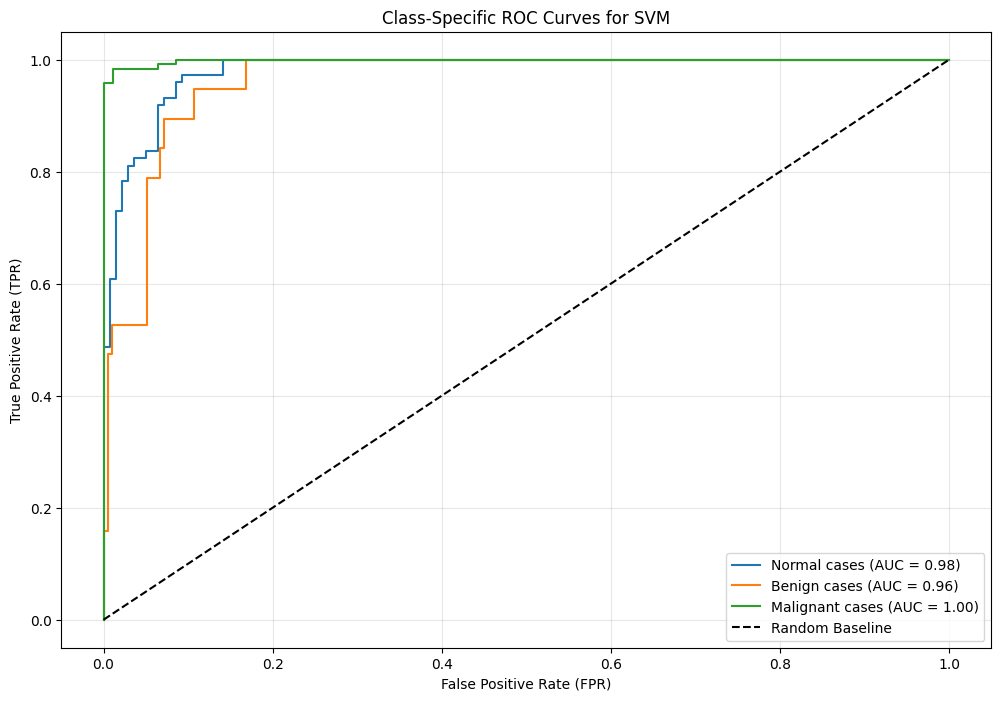 Class-Specific ROC Curves for SVM
True Positive Rate (TPR)
1.0
0.8
0.6
0.4
0.2
0.0
0.0 0.2 0.4 0.6 0.8 1.0
False Positive Rate (FPR)
Normal cases (AUC = 0.98)
Benign cases (AUC = 0.96)
Malignant cases (AUC = 1.00)
Random Baseline